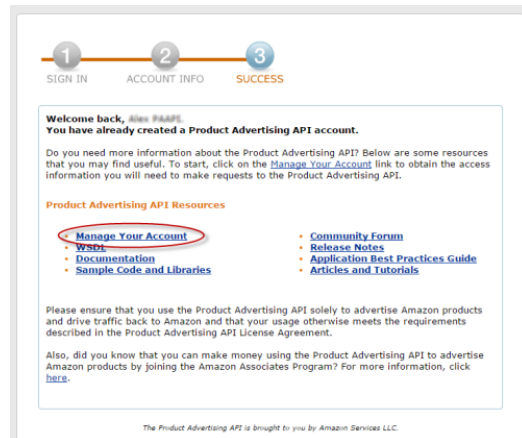 1 2 3
SIGN IN ACCOUNT INFO SUCCESS
Welcome back, Alex PAAPI.
You have already created a Product Advertising API account.
Do you need more information about the Product Advertising API? Below are some resources
that you may find useful. To start, click on the Manage Your Account link to obtain the access
information you will need to make requests to the Product Advertising API.
Product Advertising API Resources
Manage Your Account
WSDL
Documentation
Sample Code and Libraries
Community Forum
Release Notes
Application Best Practices Guide
Articles and Tutorials
Please ensure that you use the Product Advertising API solely to advertise Amazon products
and drive traffic back to Amazon and that your usage otherwise meets the requirements
described in the Product Advertising API License Agreement.
Also, did you know that you can make money using the Product Advertising API to advertise
Amazon products by joining the Amazon Associates Program? For more information, click
here.
The Product Advertising API is brought to you by Amazon Services LLC.